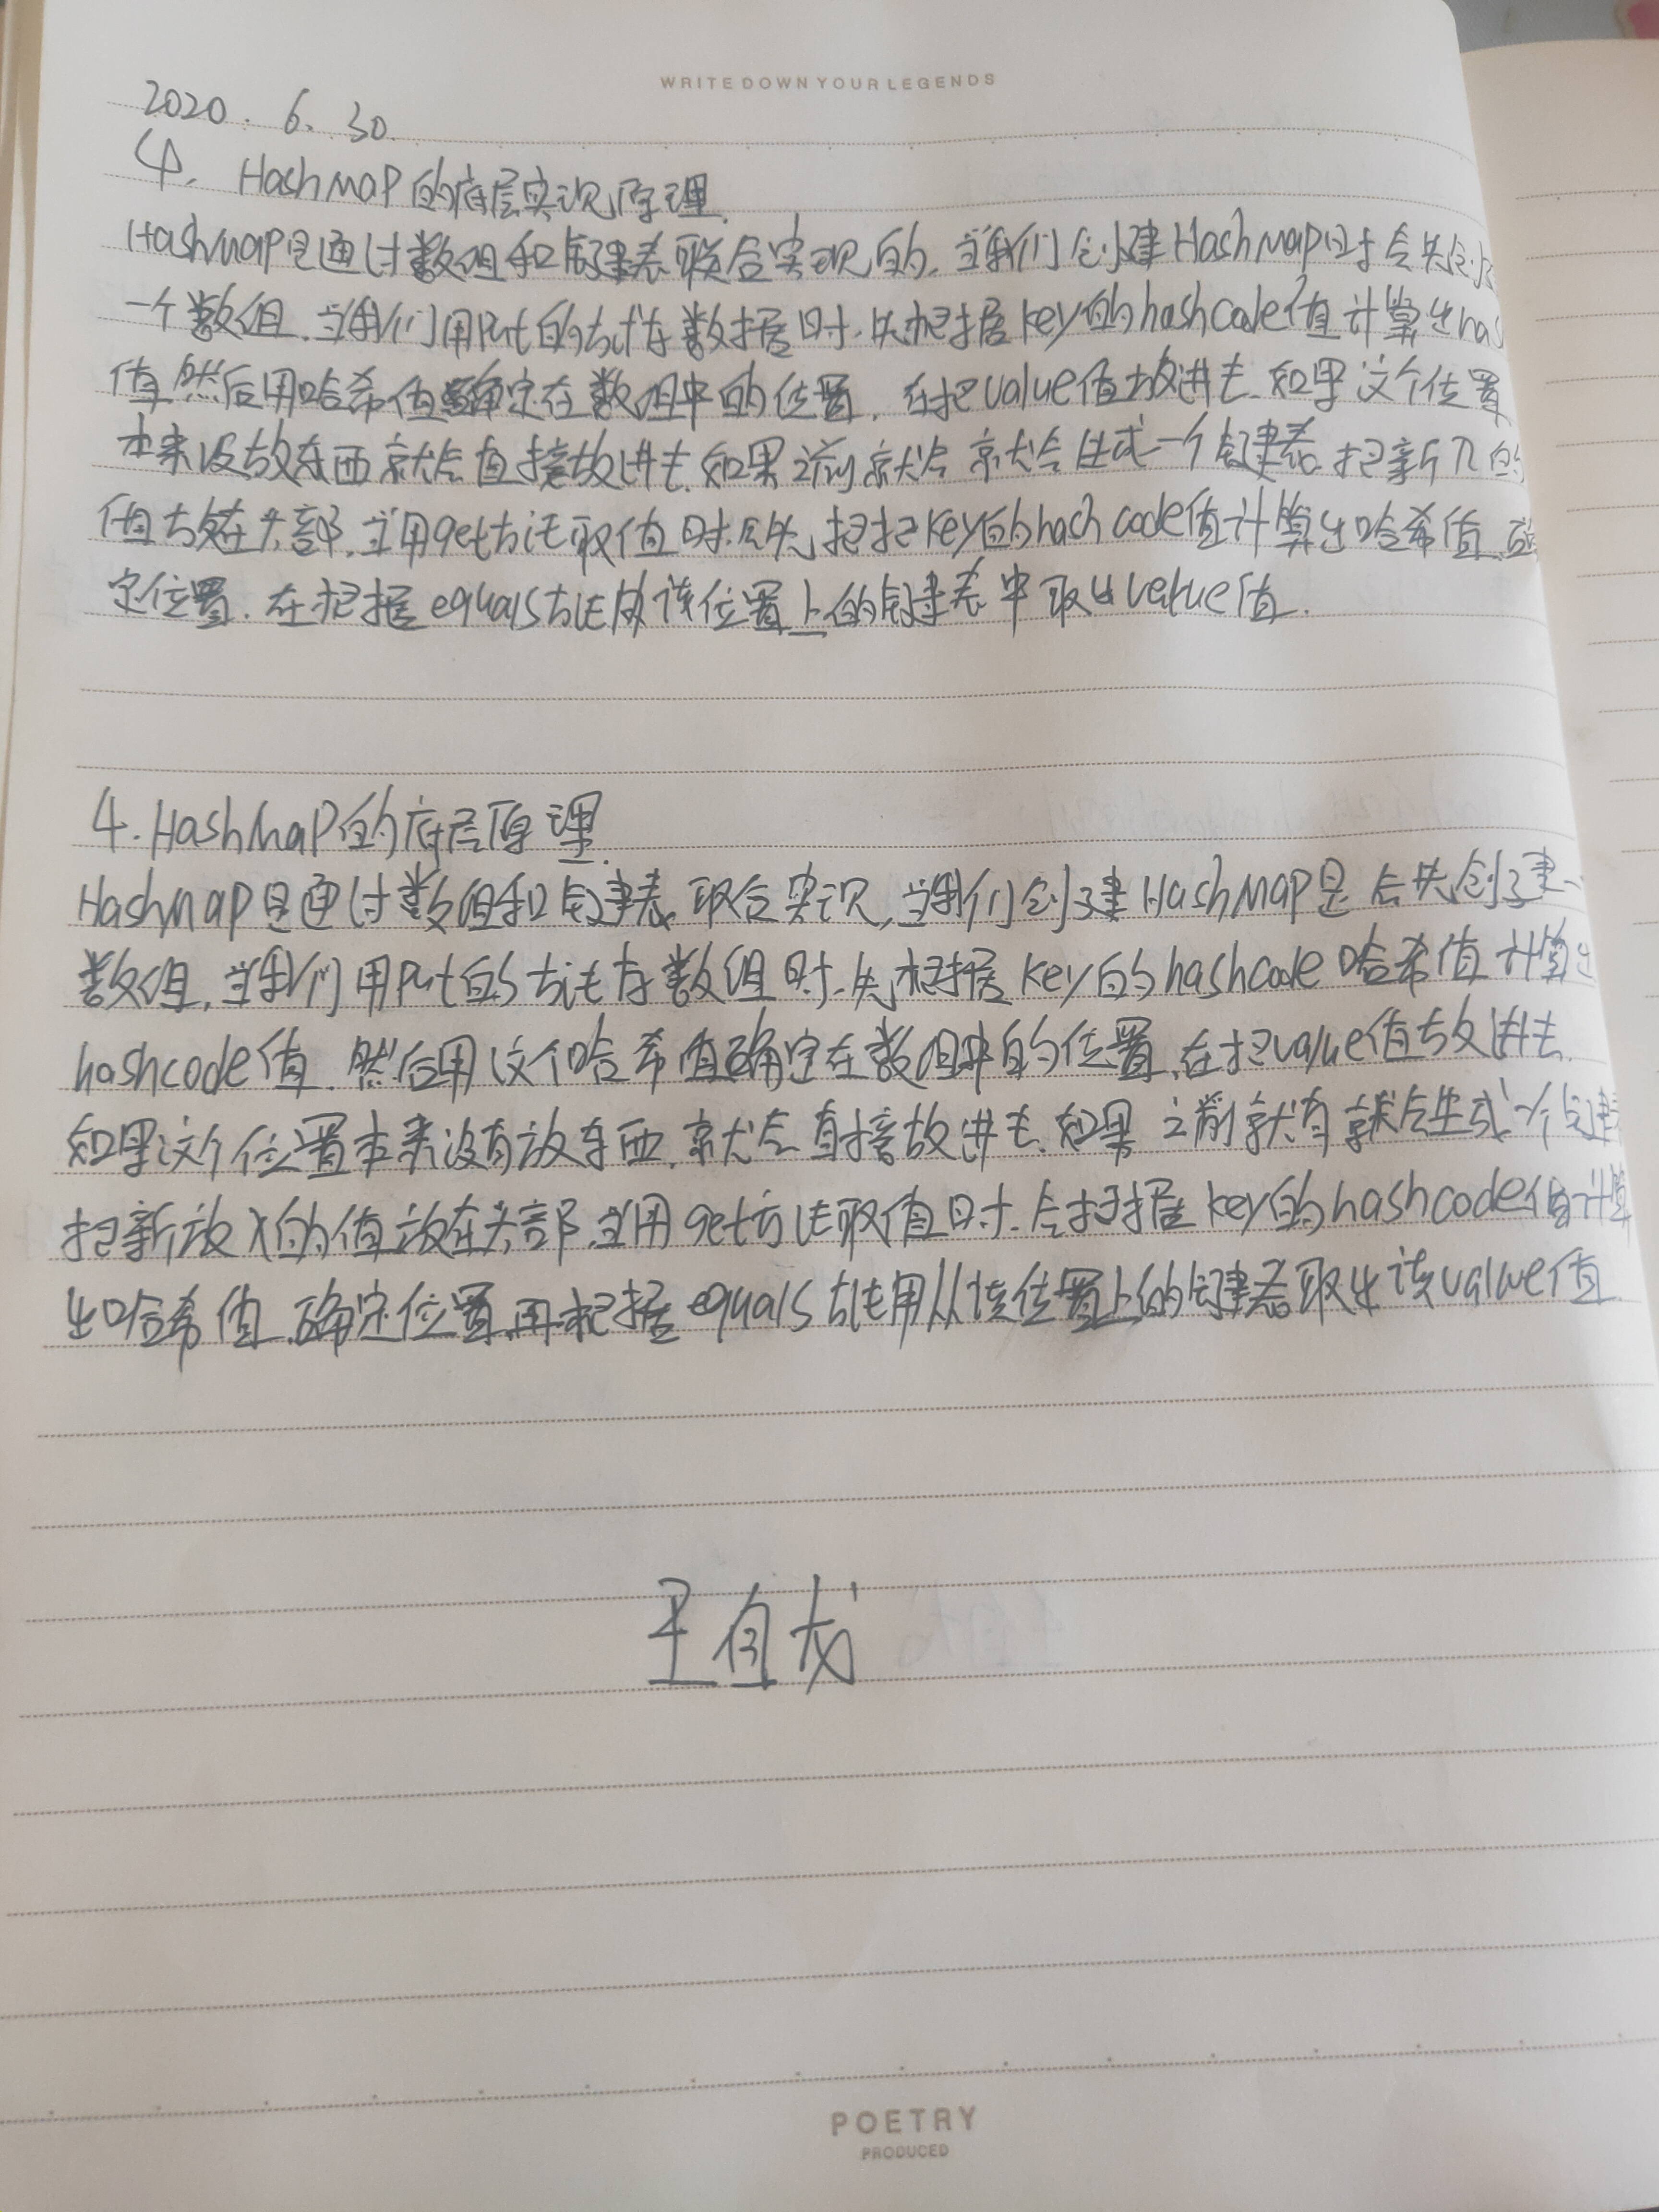 WRITE DOWN YOUR LEGENDS
2020. 6. 30.
4. HashMap的底层实现原理.
HashMap是通过数组和链表联合实现的,当我们创建HashMap时会先创
一个数组,当我们用put的方式存数据时.先根据key的hashcode值计算出has
值,然后用哈希值确定在数组中的位置,在把value值放进去.如果这个位置
本来没放东西就会直接放进去.如果之前就会就会生成一个链表.把新入的
值放在头部,当用get方法取值时.会先把key的hashcode值计算出哈希值.确
定位置.在根据equals方法从该位置上的链表中取出value值.
4.HashMap的底层原理.
HashMap是通过数组和链表.联合实现,当我们创建HashMap是会先创建一
数组,当我们用put的方法存数组时.先根据key的hashcode哈希值计算出
hashcode值.然后用这个哈希值确定在数组中的位置.在把value值放进去.
如果这个位置本来没有放东西,就会直接放进去.如果之前就有就会生成一个链
把新放入的值放在头部.当用get方法取值时.会根据key的hashcode值计算
出哈希值.确定位置.再根据equals方法用从该位置上的链表取出该value值
王自成
POETRY
PRODUCED